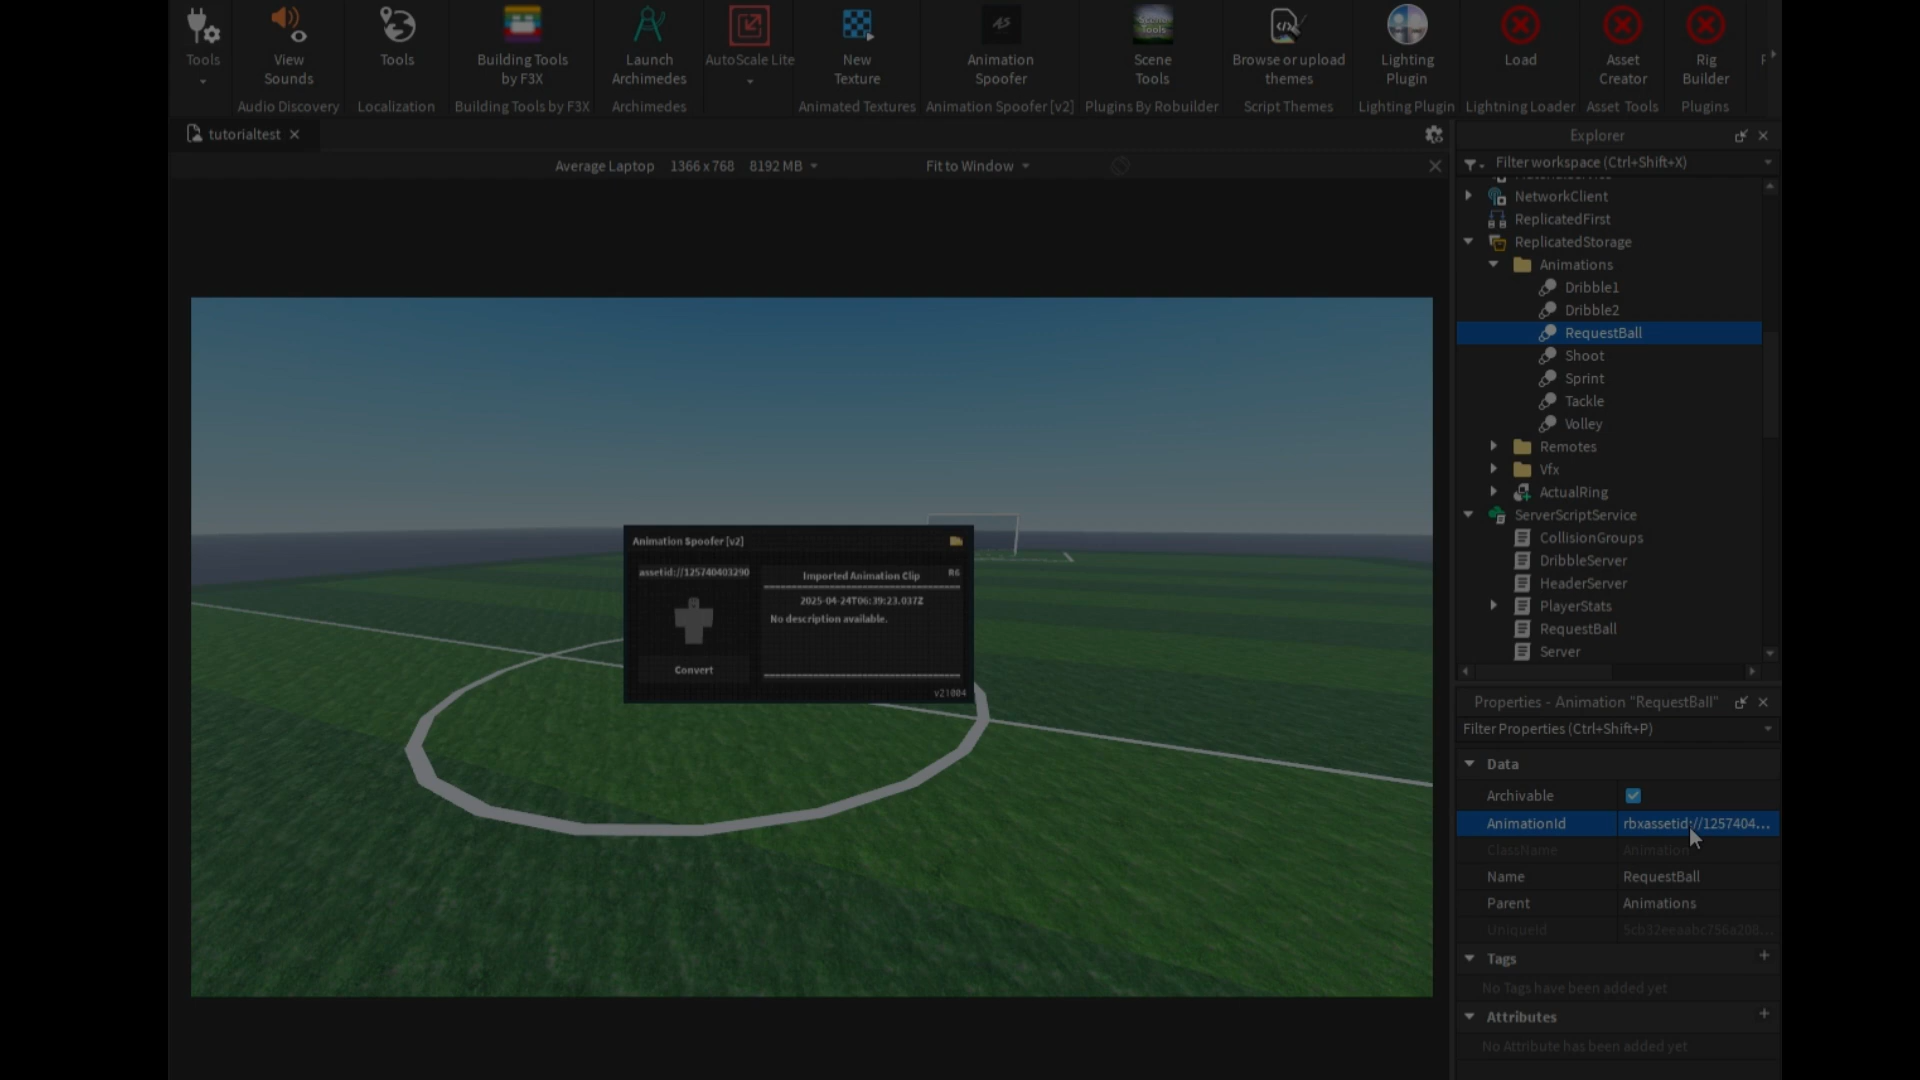 Tools
View
Sounds
Tools
Building Tools
by F3X
Launch
Archimedes
AutoScale Lite
New
Texture
AS
Animation
Spoofer
Scene
Tools
Scene
Tools
Browse or upload
themes
Lighting
Plugin
Load
Asset
Creator
Rig
Builder
Audio Discovery
Localization
Building Tools by F3X
Archimedes
Animated Textures
Animation Spoofer [v2]
Plugins By Robuilder
Script Themes
Lighting Plugin
Lightning Loader
Asset Tools
Plugins
tutorialtest
Average Laptop 1366 x 768 8192 MB
Fit to Window
Explorer
Filter workspace (Ctrl+Shift+X)
NetworkClient
ReplicatedFirst
ReplicatedStorage
Animations
Dribble1
Dribble2
RequestBall
Shoot
Sprint
Tackle
Volley
Remotes
Vfx
ActualRing
ServerScriptService
CollisionGroups
DribbleServer
HeaderServer
PlayerStats
RequestBall
Server
Animation Spoofer [v2]
assetid://125740403290
Convert
Imported Animation Clip
R6
2025-04-24T06:39:23.037Z
No description available.
v21004
Properties - Animation "RequestBall"
Filter Properties (Ctrl+Shift+P)
Data
Archivable
AnimationId rbxassetid://1257404...
ClassName Animation
Name RequestBall
Parent Animations
UniqueId
Tags
No Tags have been added yet
Attributes
No Attribute has been added yet